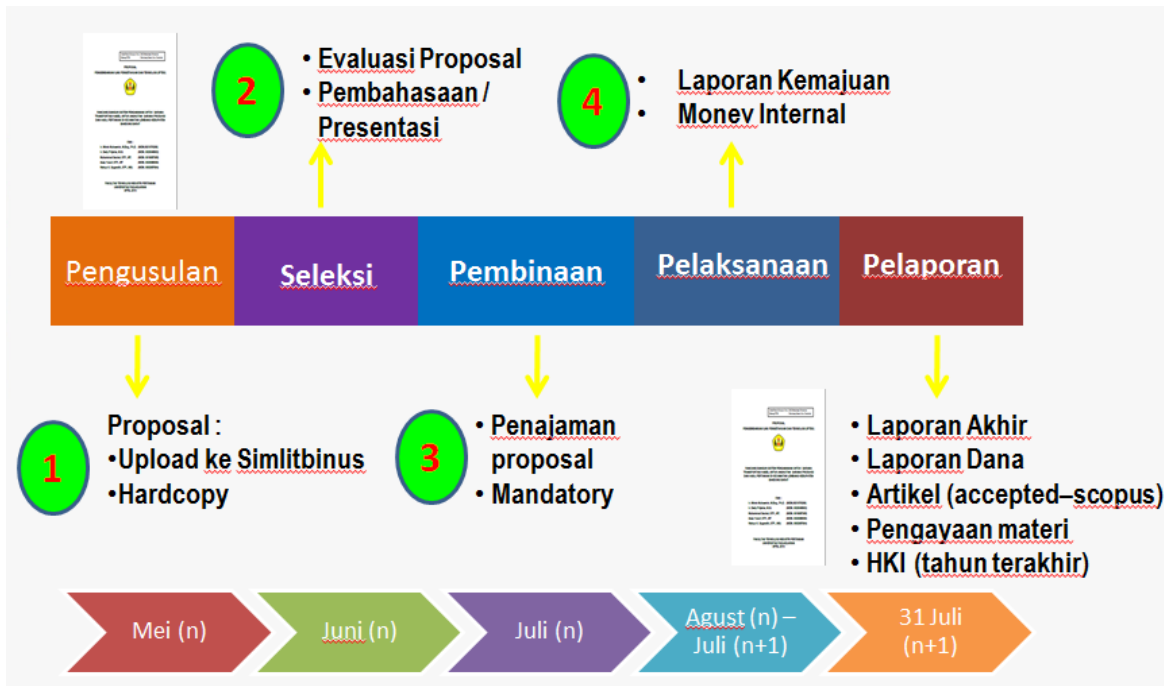 2
• Evaluasi Proposal
• Pembahasaan /
Presentasi
4
• Laporan Kemajuan
• Monev Internal
Pengusulan
Seleksi
Pembinaan
Pelaksanaan
Pelaporan
1
Proposal :
•Upload ke Simlitbinus
•Hardcopy
3
• Penajaman
proposal
• Mandatory
• Laporan Akhir
• Laporan Dana
• Artikel (accepted–scopus)
• Pengayaan materi
• HKI (tahun terakhir)
Mei (n)
Juni (n)
Juli (n)
Agust (n) –
Juli (n+1)
31 Juli
(n+1)